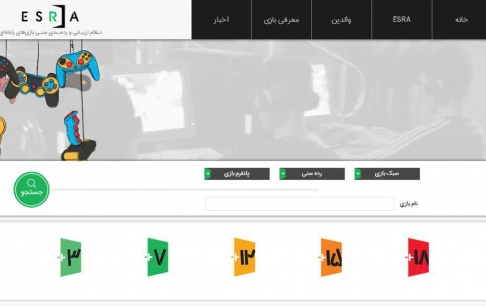 ESRA
نظام ارزیابی و رده‌بندی سنی بازی‌های رایانه‌ای
خانه
ESRA
والدین
معرفی بازی
اخبار
سبک بازی
رده سنی
پلتفرم بازی
نام بازی
جستجو
+۳
+۷
+۱۲
+۱۵
+۱۸